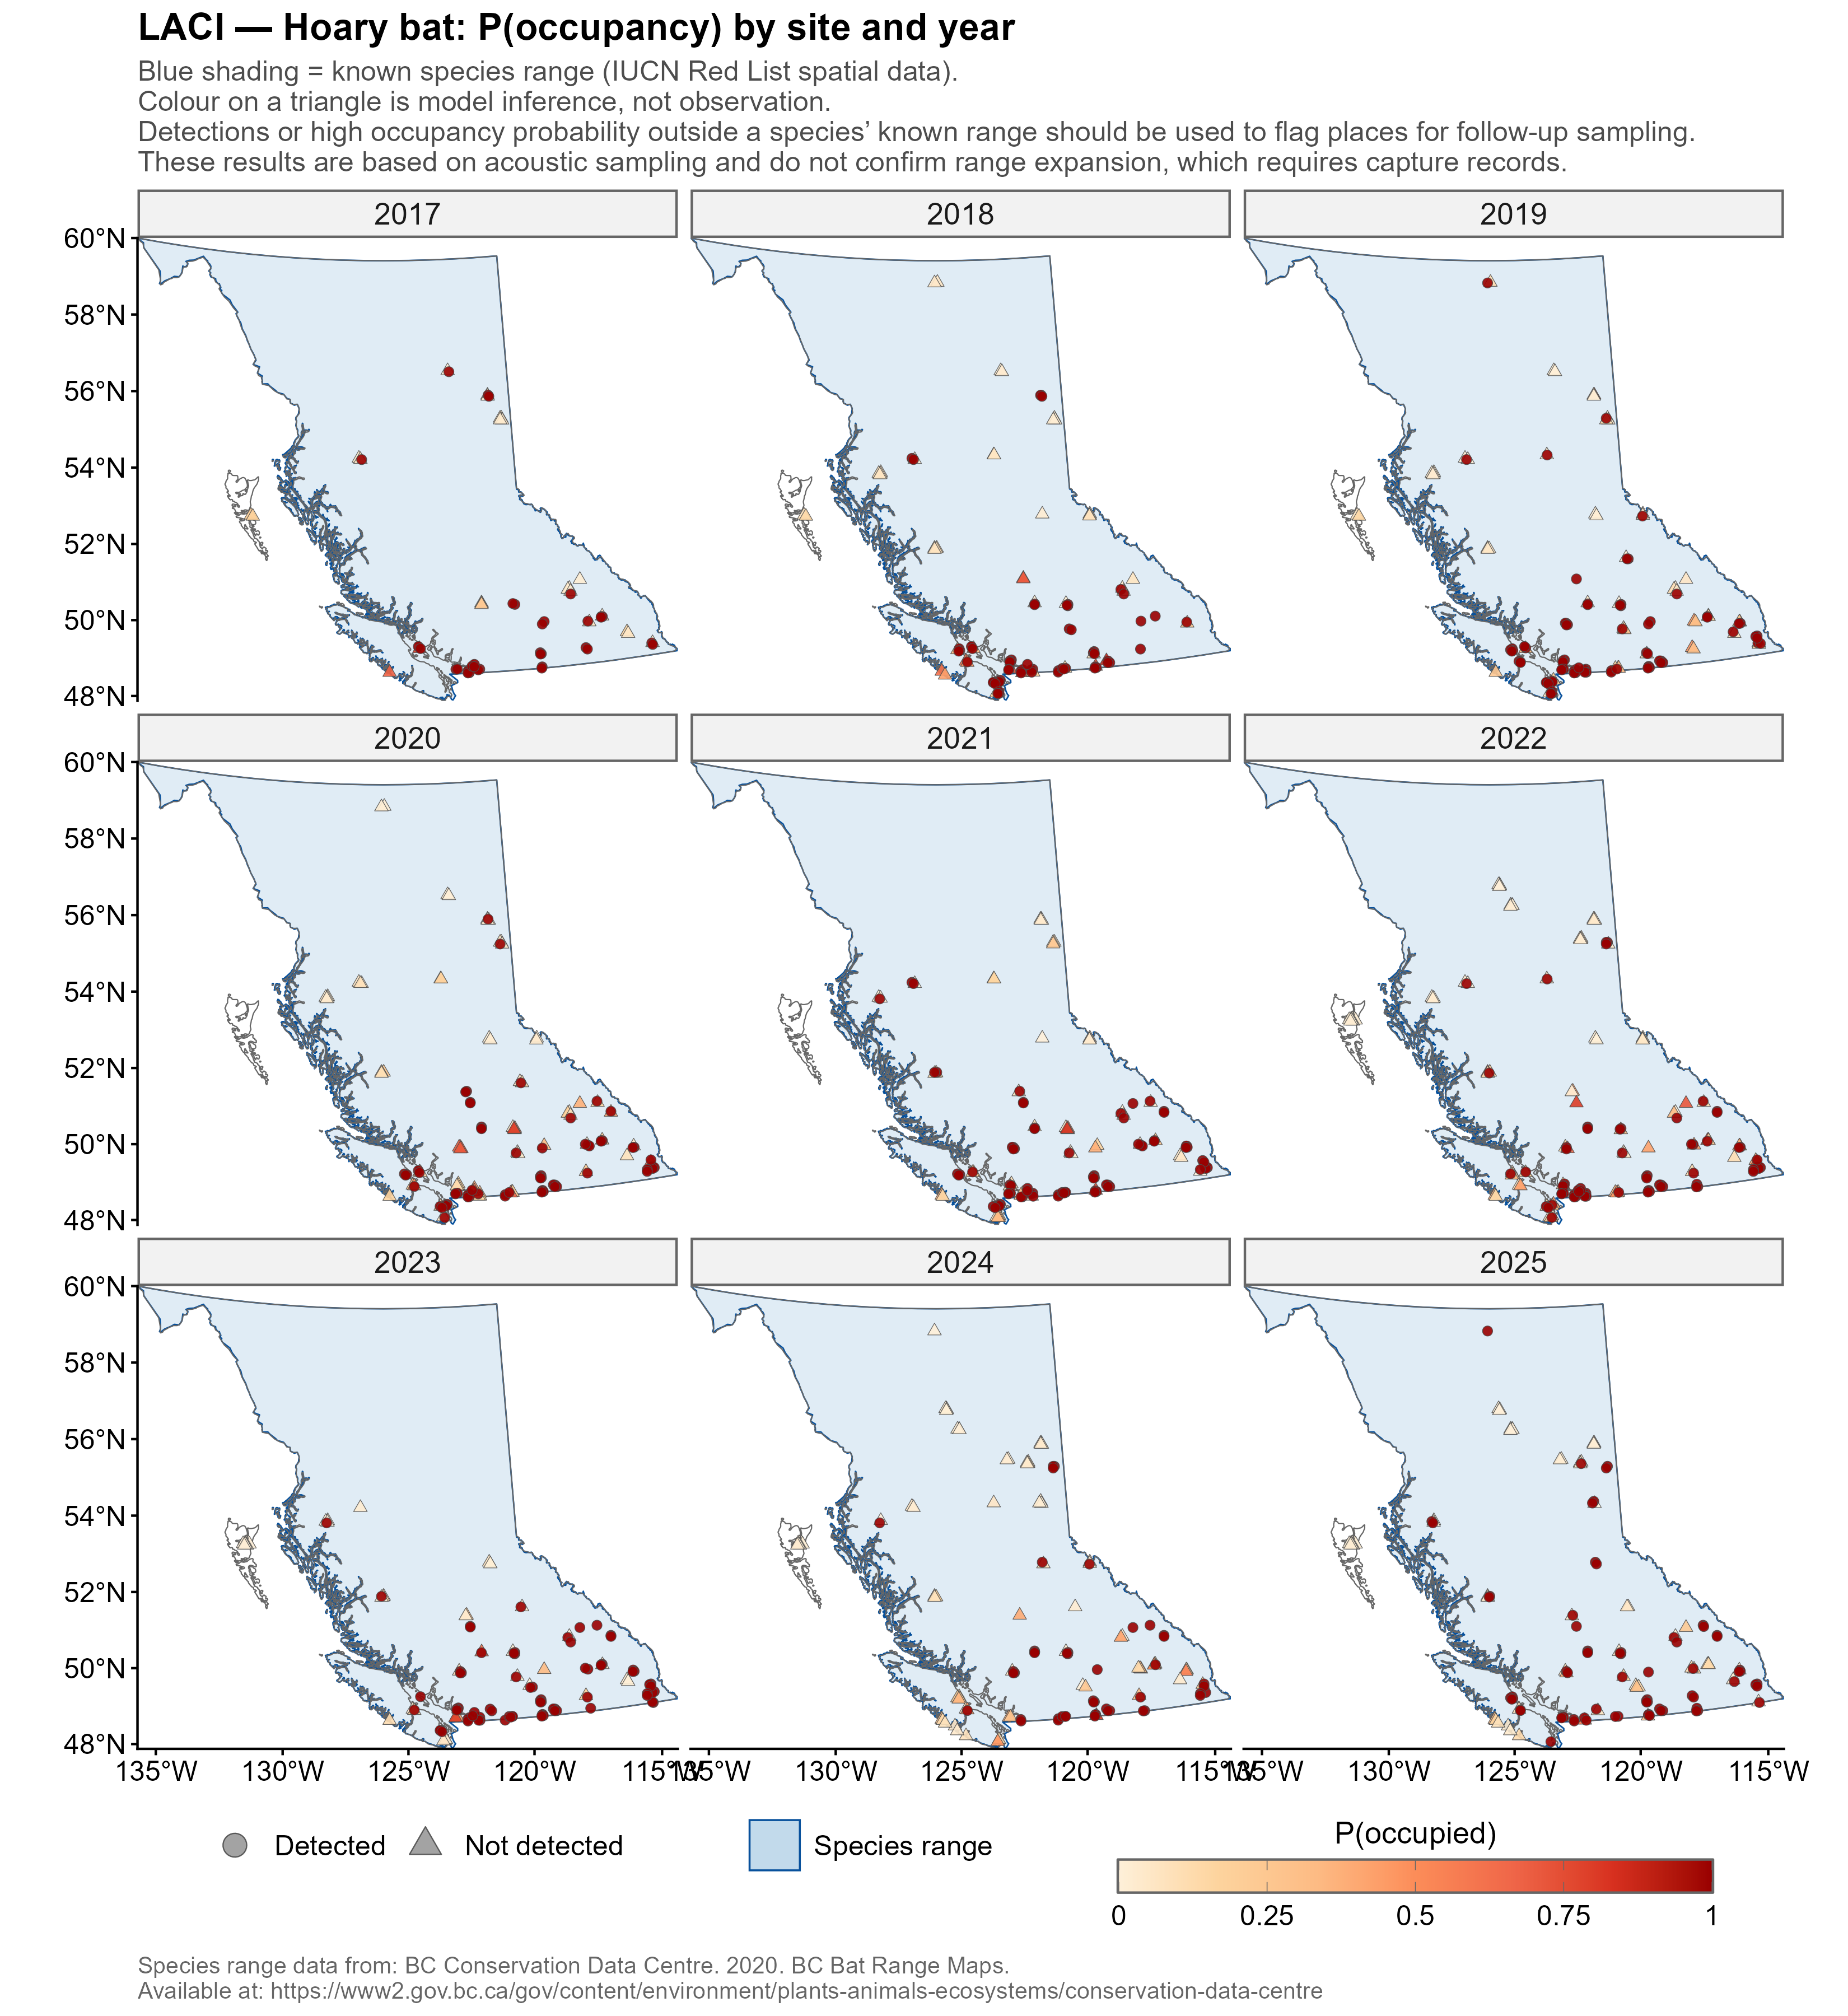 LACI — Hoary bat: P(occupancy) by site and year
Blue shading = known species range (IUCN Red List spatial data).
Colour on a triangle is model inference, not observation.
Detections or high occupancy probability outside a species’ known range should be used to flag places for follow-up sampling.
These results are based on acoustic sampling and do not confirm range expansion, which requires capture records.
2017 2018 2019
60°N
58°N
56°N
54°N
52°N
50°N
48°N
2020 2021 2022
60°N
58°N
56°N
54°N
52°N
50°N
48°N
2023 2024 2025
60°N
58°N
56°N
54°N
52°N
50°N
48°N
135°W 130°W 125°W 120°W 115°W 135°W 130°W 125°W 120°W 115°W 135°W 130°W 125°W 120°W 115°W
Detected Not detected Species range
P(occupied)
0 0.25 0.5 0.75 1
Species range data from: BC Conservation Data Centre. 2020. BC Bat Range Maps.
Available at: https://www2.gov.bc.ca/gov/content/environment/plants-animals-ecosystems/conservation-data-centre